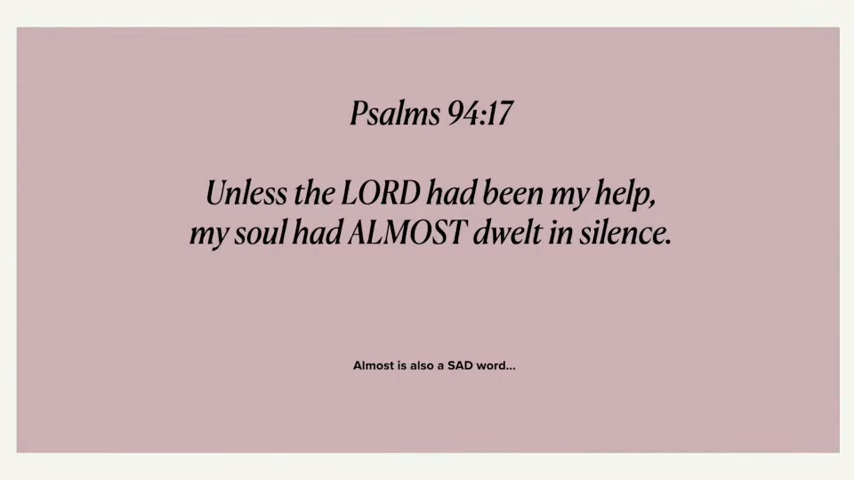 Psalms 94:17
Unless the LORD had been my help,
my soul had ALMOST dwelt in silence.
Almost is also a SAD word...